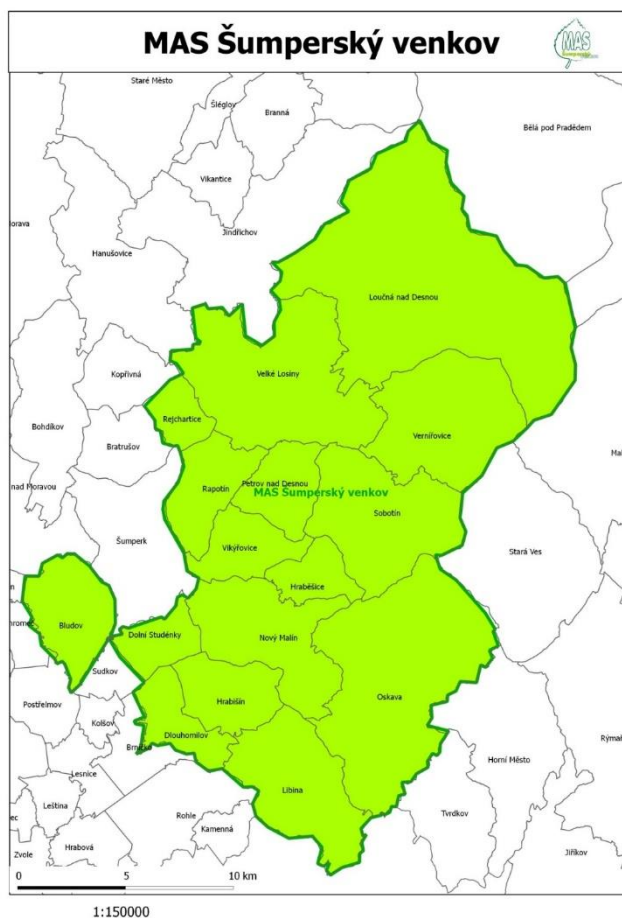 MAS Šumperský venkov
MAS
Staré Město
Šléglov
Branná
Bělá pod Pradědem
Vikantice
orava
Jindřichov
Hanušovice
Loučná nad Desnou
Kopřivná
Velké Losiny
Rejchartice
Bohdíkov
Bratrušov
Vernířovice
Rapotín
Petrov nad Desnou
nad Moravou
MAS Šumperský venkov
Sobotín
Šumperk
Vikýřovice
Stará Ves
Hraběšice
Bludov
Dolní Studénky
Nový Malín
Sudkov
Oskava
Postřelmov
Hrabišín
Kolšov
Dlouhomilov
Brníčko
Horní Město
Rýmař
Lesnice
Libina
Leština
Rohle
Tvrdkov
Kamenná
Zvole
Hrabová
Jiříkov
0 5 10 km
1:150000